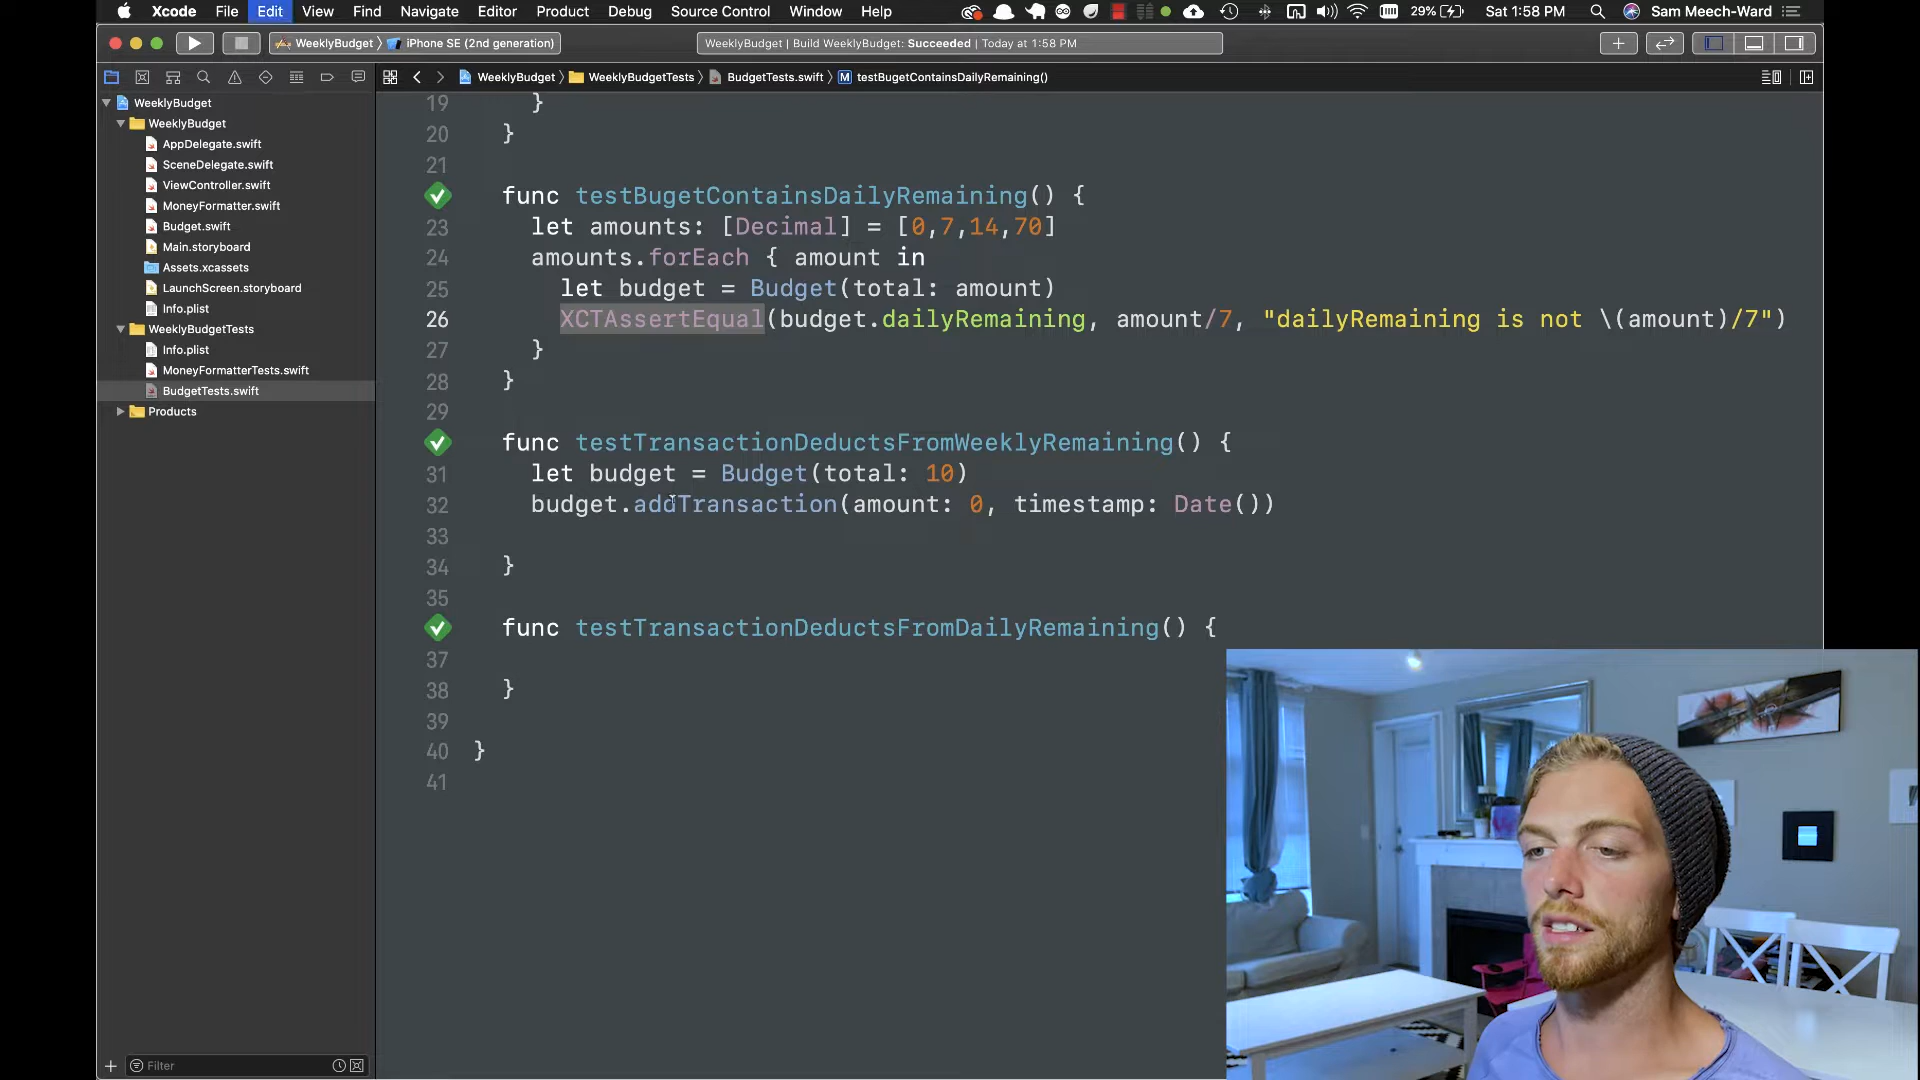 Xcode File Edit View Find Navigate Editor Product Debug Source Control Window Help 29% Sat 1:58 PM Sam Meech-Ward
WeeklyBudget iPhone SE (2nd generation) WeeklyBudget | Build WeeklyBudget: Succeeded | Today at 1:58 PM
WeeklyBudget WeeklyBudgetTests BudgetTests.swift M testBugetContainsDailyRemaining()
WeeklyBudget
WeeklyBudget
AppDelegate.swift
SceneDelegate.swift
ViewController.swift
MoneyFormatter.swift
Budget.swift
Main.storyboard
Assets.xcassets
LaunchScreen.storyboard
Info.plist
WeeklyBudgetTests
Info.plist
MoneyFormatterTests.swift
BudgetTests.swift
Products
Filter
19 }
20 }
21
func testBugetContainsDailyRemaining() {
23 let amounts: [Decimal] = [0,7,14,70]
24 amounts.forEach { amount in
25 let budget = Budget(total: amount)
26 XCTAssertEqual(budget.dailyRemaining, amount/7, "dailyRemaining is not \(amount)/7")
27 }
28 }
29
func testTransactionDeductsFromWeeklyRemaining() {
31 let budget = Budget(total: 10)
32 budget.addTransaction(amount: 0, timestamp: Date())
33
34 }
35
func testTransactionDeductsFromDailyRemaining() {
37
38 }
39
40 }
41